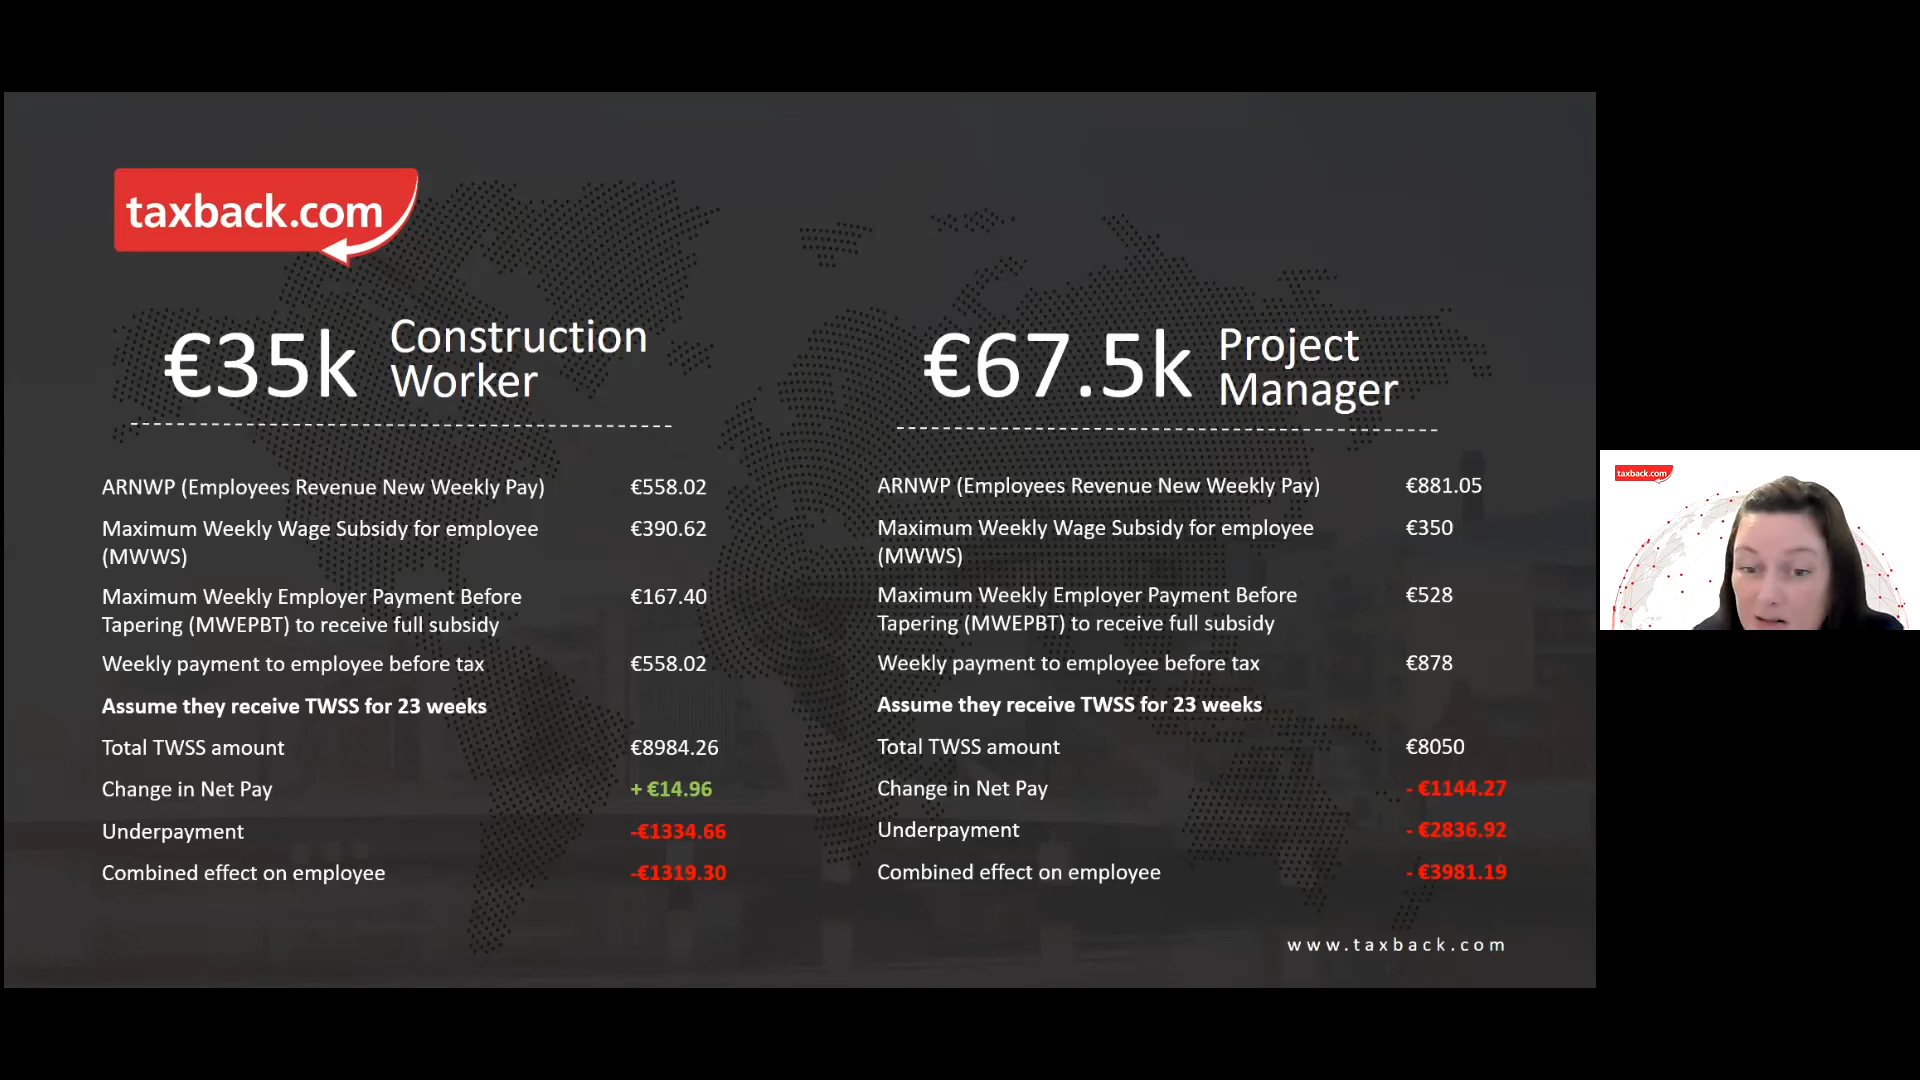 taxback.com
€35k
Construction
Worker
ARNWP (Employees Revenue New Weekly Pay) €558.02
Maximum Weekly Wage Subsidy for employee €390.62
(MWWS)
Maximum Weekly Employer Payment Before €167.40
Tapering (MWEPBT) to receive full subsidy
Weekly payment to employee before tax €558.02
Assume they receive TWSS for 23 weeks
Total TWSS amount €8984.26
Change in Net Pay + €14.96
Underpayment -€1334.66
Combined effect on employee -€1319.30
€67.5k
Project
Manager
ARNWP (Employees Revenue New Weekly Pay) €881.05
Maximum Weekly Wage Subsidy for employee €350
(MWWS)
Maximum Weekly Employer Payment Before €528
Tapering (MWEPBT) to receive full subsidy
Weekly payment to employee before tax €878
Assume they receive TWSS for 23 weeks
Total TWSS amount €8050
Change in Net Pay - €1144.27
Underpayment - €2836.92
Combined effect on employee - €3981.19
www.taxback.com
taxback.com